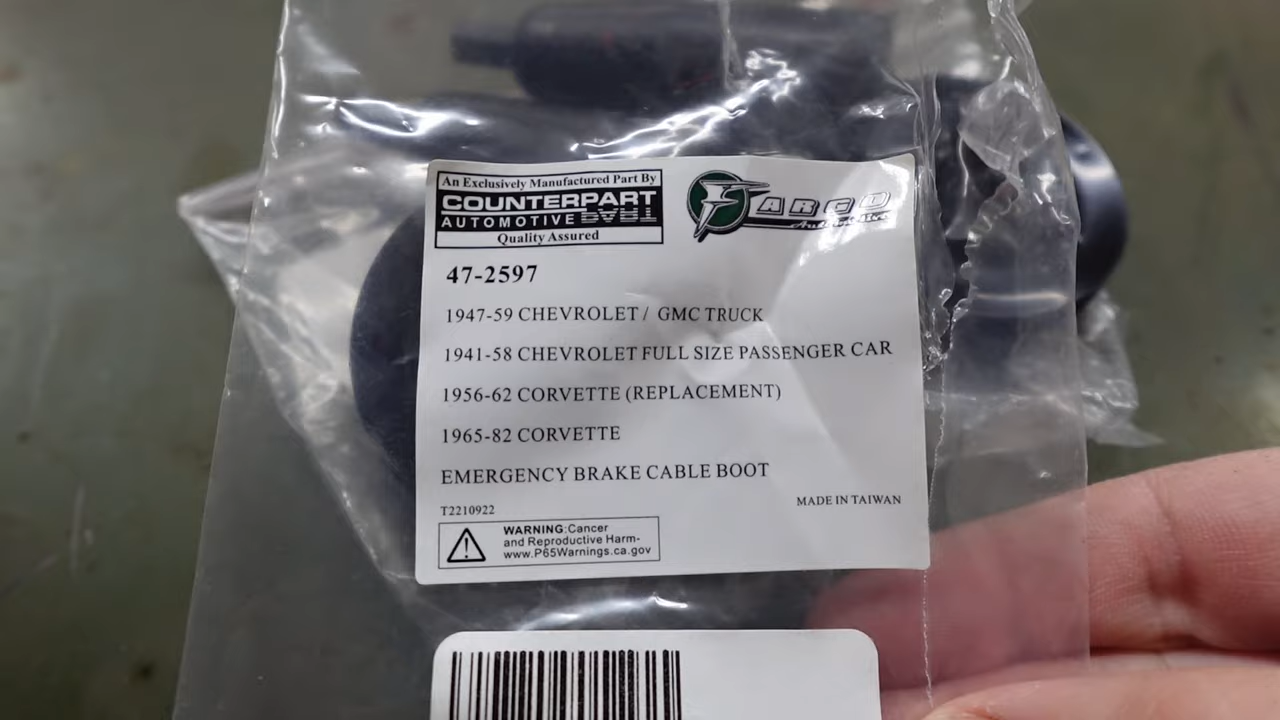 An Exclusively Manufactured Part By
COUNTERPART
AUTOMOTIVE PART
Quality Assured
FARCO
Automotive
47-2597
1947-59 CHEVROLET / GMC TRUCK
1941-58 CHEVROLET FULL SIZE PASSENGER CAR
1956-62 CORVETTE (REPLACEMENT)
1965-82 CORVETTE
EMERGENCY BRAKE CABLE BOOT
T2210922
MADE IN TAIWAN
WARNING:Cancer
and Reproductive Harm-
www.P65Warnings.ca.gov